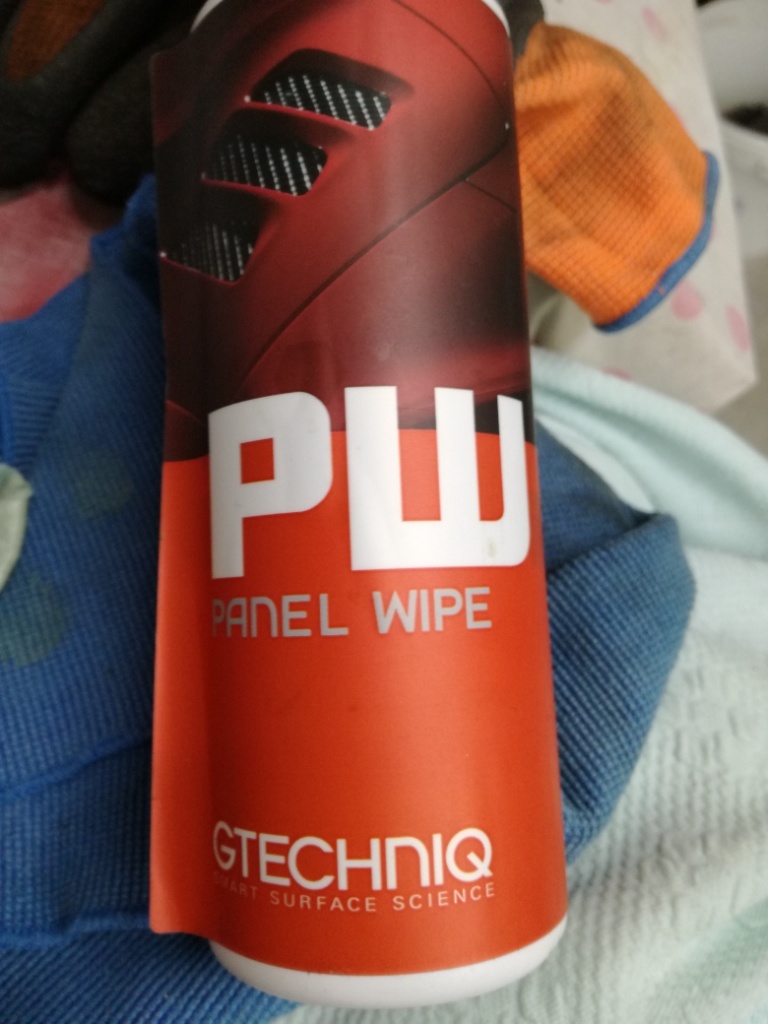 PW
PANEL WIPE
GTECHNIQ
SMART SURFACE SCIENCE